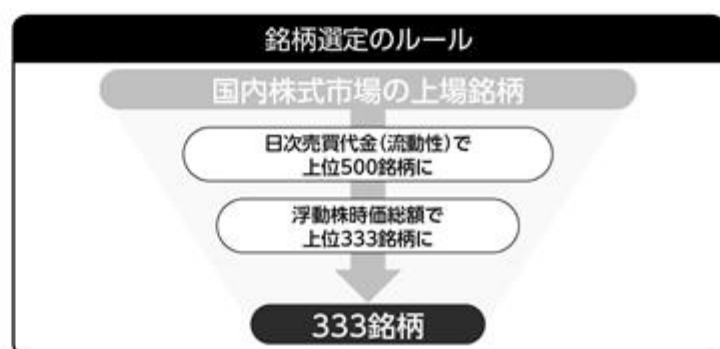 銘柄選定のルール
国内株式市場の上場銘柄
日次売買代金(流動性)で
上位500銘柄に
浮動株時価総額で
上位333銘柄に
333銘柄